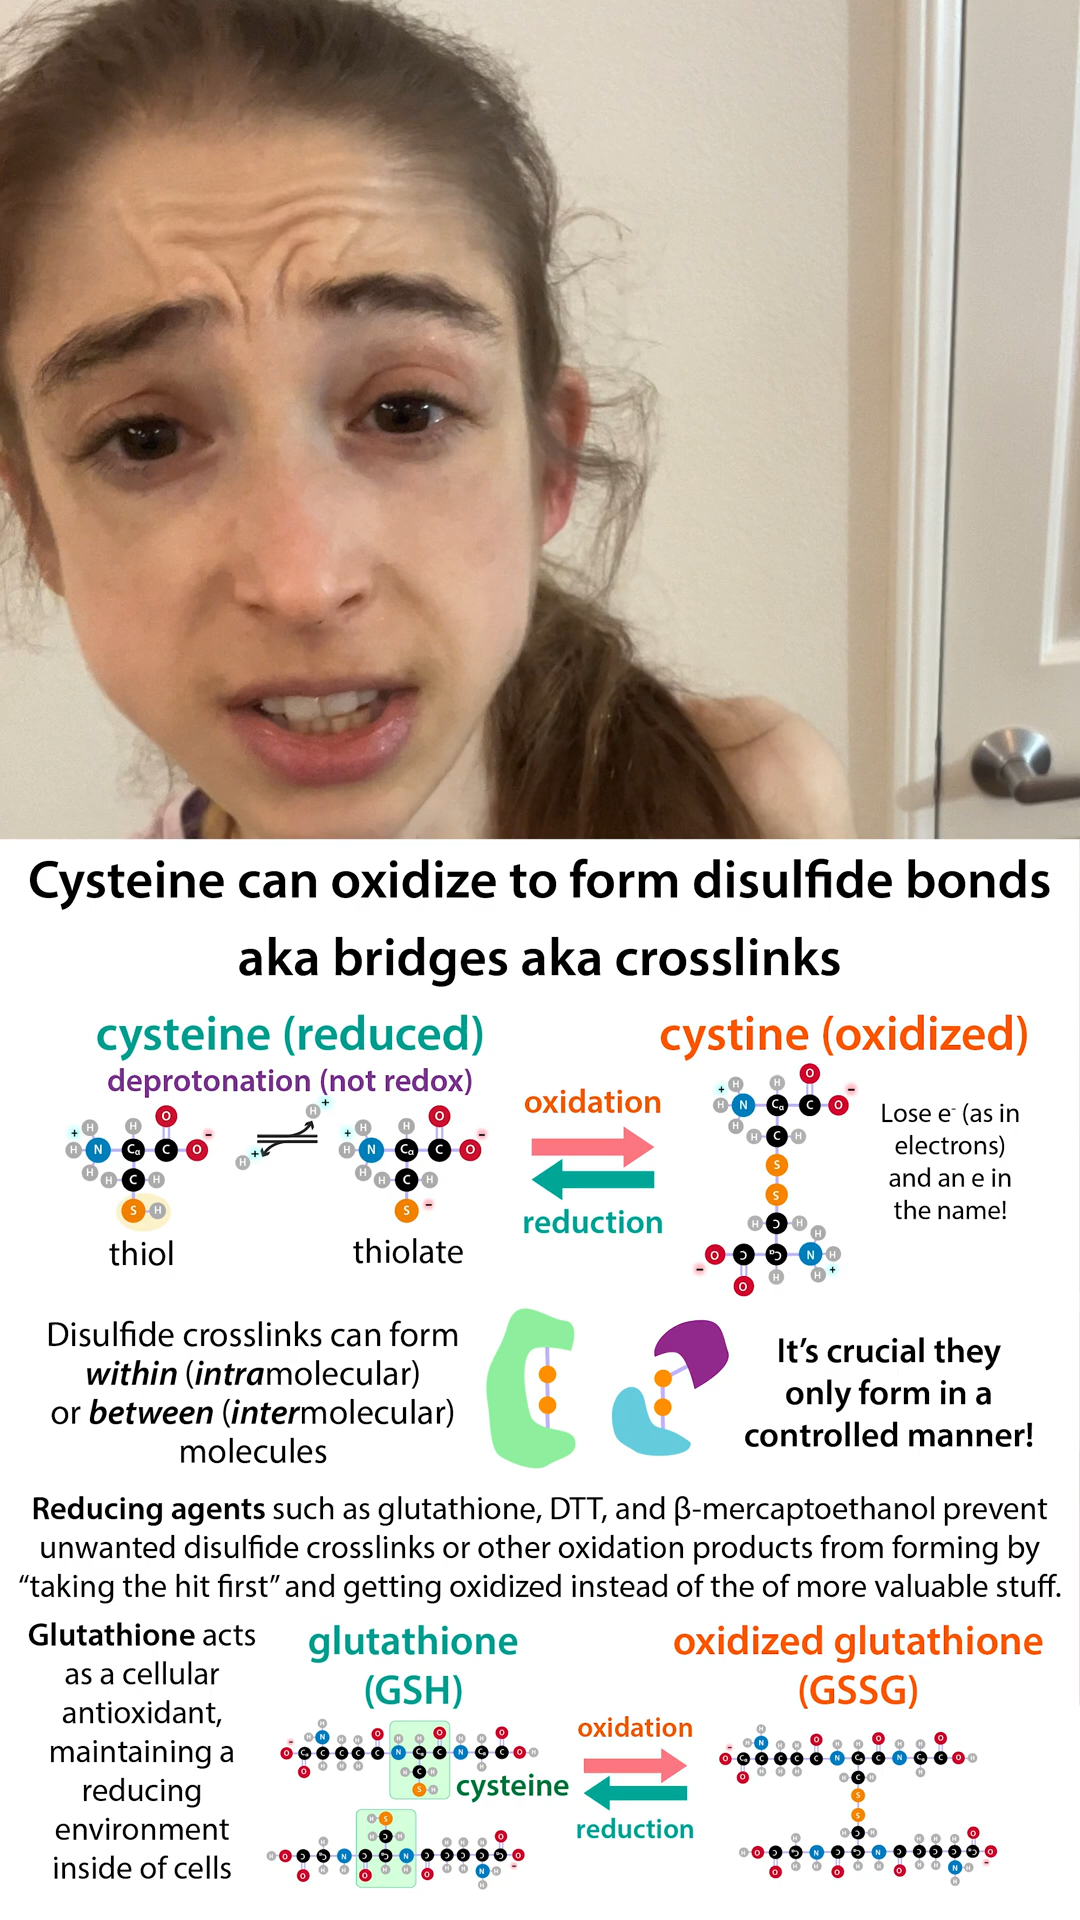 Cysteine can oxidize to form disulfide bonds
aka bridges aka crosslinks
cysteine (reduced)
cystine (oxidized)
deprotonation (not redox)
oxidation
reduction
thiol
thiolate
Lose e⁻ (as in
electrons)
and an e in
the name!
Disulfide crosslinks can form
within (intramolecular)
or between (intermolecular)
molecules
It's crucial they
only form in a
controlled manner!
Reducing agents such as glutathione, DTT, and β-mercaptoethanol prevent
unwanted disulfide crosslinks or other oxidation products from forming by
“taking the hit first” and getting oxidized instead of the of more valuable stuff.
Glutathione acts
as a cellular
antioxidant,
maintaining a
reducing
environment
inside of cells
glutathione
(GSH)
cysteine
oxidation
reduction
oxidized glutathione
(GSSG)